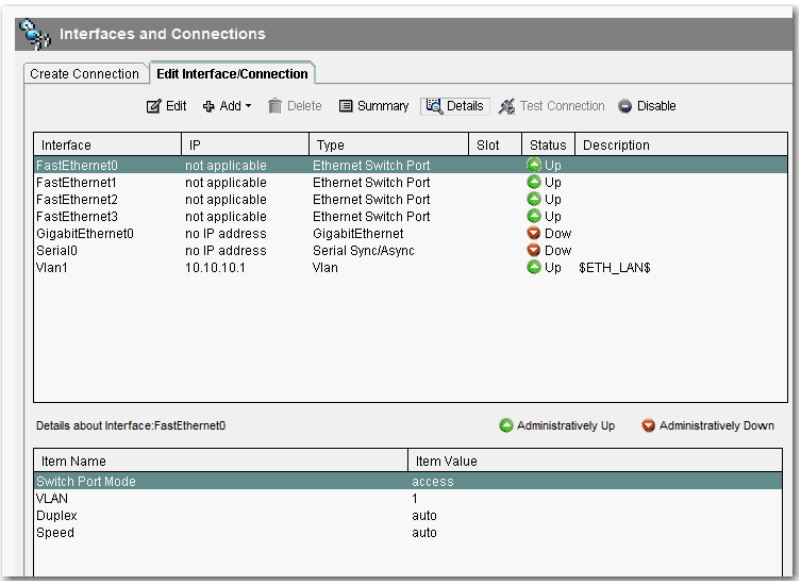 Interfaces and Connections
Create Connection Edit Interface/Connection
Edit Add Delete Summary Details Test Connection Disable
Interface IP Type Slot Status Description
FastEthernet0 not applicable Ethernet Switch Port Up
FastEthernet1 not applicable Ethernet Switch Port Up
FastEthernet2 not applicable Ethernet Switch Port Up
FastEthernet3 not applicable Ethernet Switch Port Up
GigabitEthernet0 no IP address GigabitEthernet Dow
Serial0 no IP address Serial Sync/Async Dow
Vlan1 10.10.10.1 Vlan Up $ETH_LAN$
Details about Interface:FastEthernet0 Administratively Up Administratively Down
Item Name Item Value
Switch Port Mode access
VLAN 1
Duplex auto
Speed auto